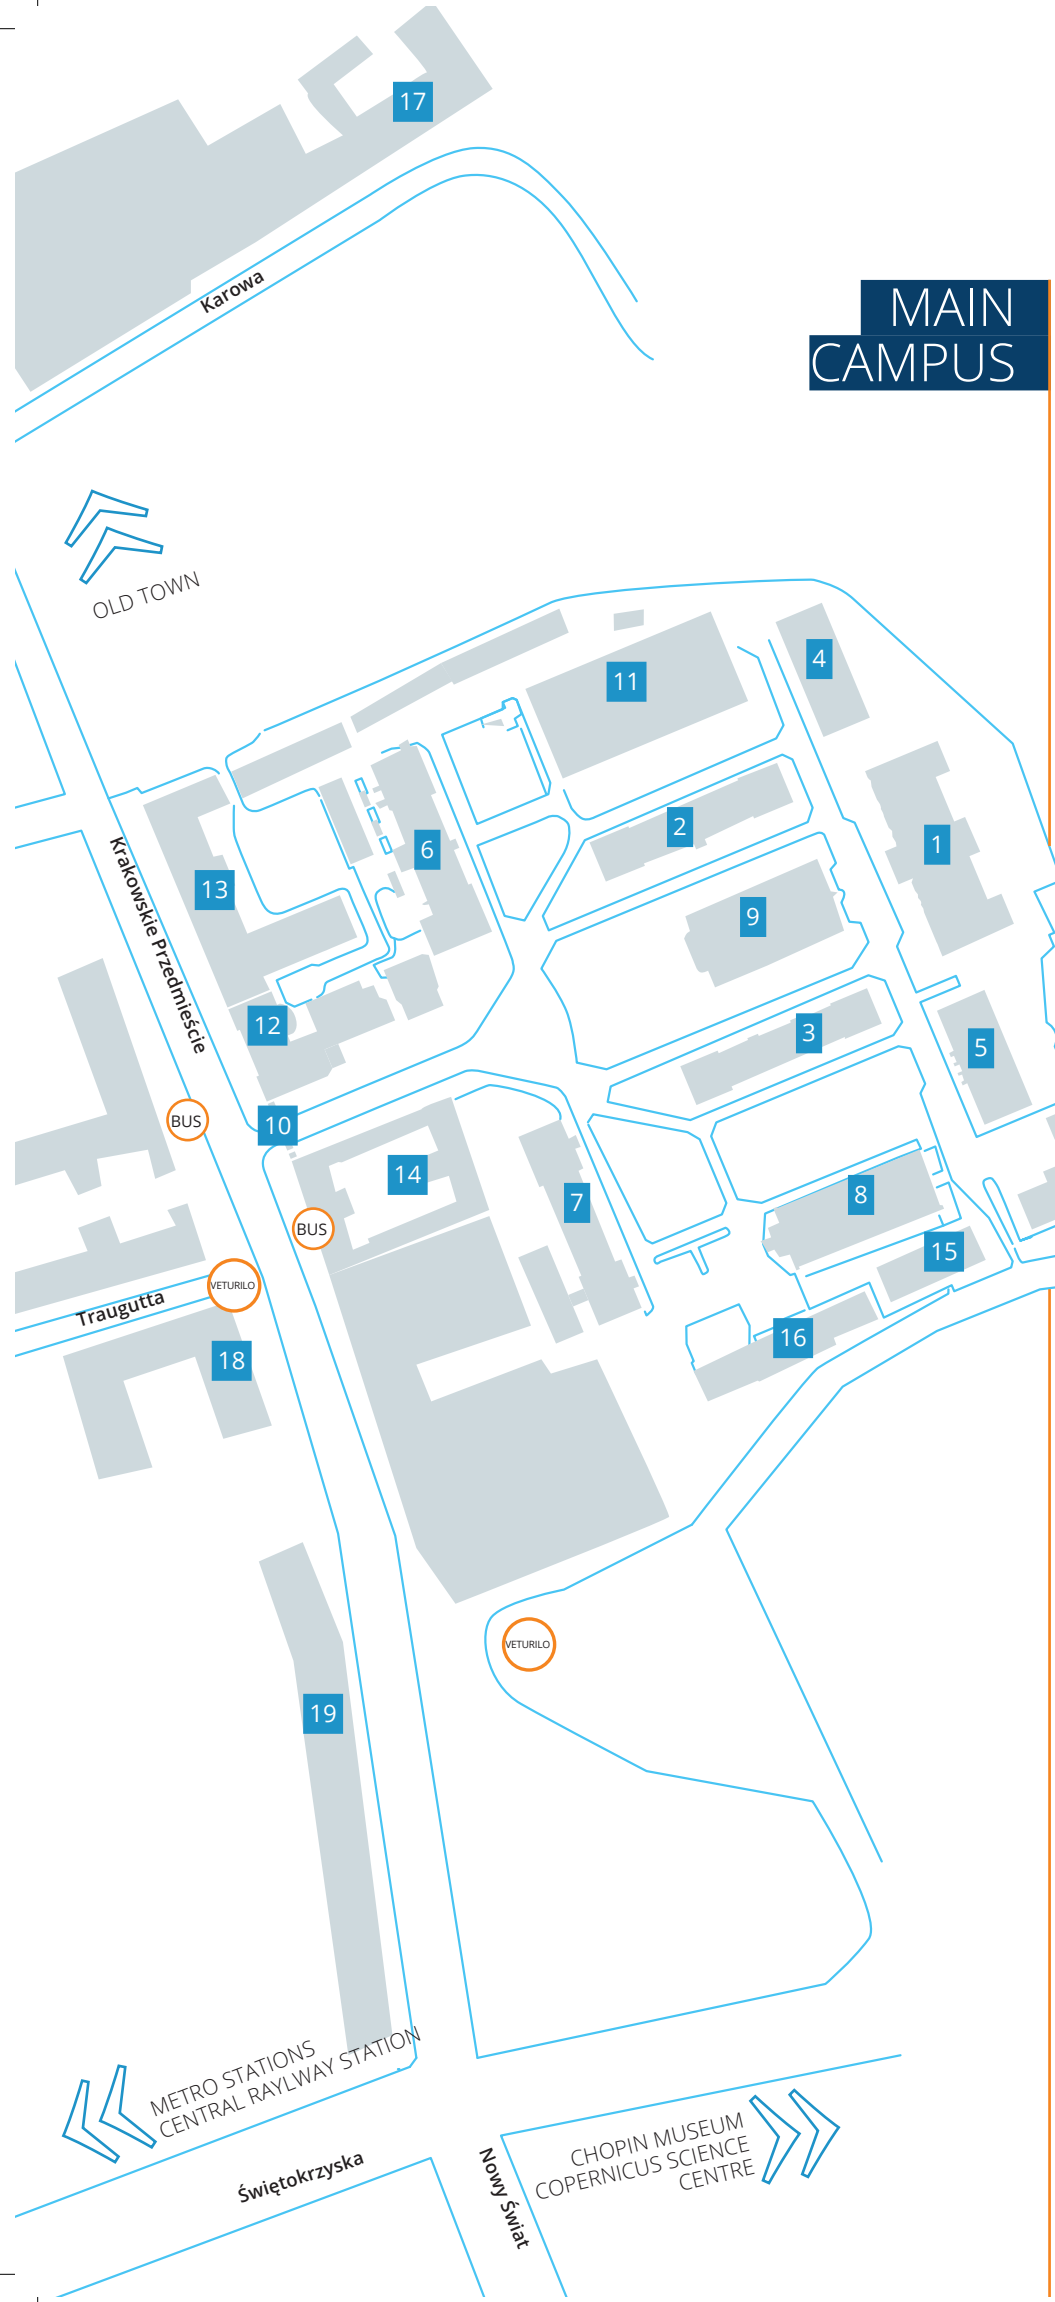 17
Karowa
MAIN
CAMPUS
OLD TOWN
4
11
2
6
1
13
9
Krakowskie Przedmieście
12
3
5
BUS
10
14
8
7
BUS
15
VETURILO
Traugutta
16
18
VETURILO
19
METRO STATIONS
CENTRAL RAYLWAY STATION
CHOPIN MUSEUM
COPERNICUS SCIENCE
CENTRE
Świętokrzyska
Nowy Świat